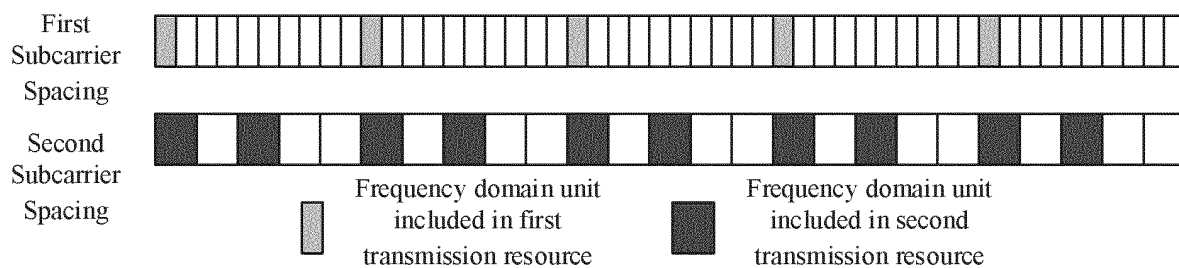 First
Subcarrier
Spacing
Second
Subcarrier
Spacing
Frequency domain unit
included in first
transmission resource
Frequency domain unit
included in second
transmission resource